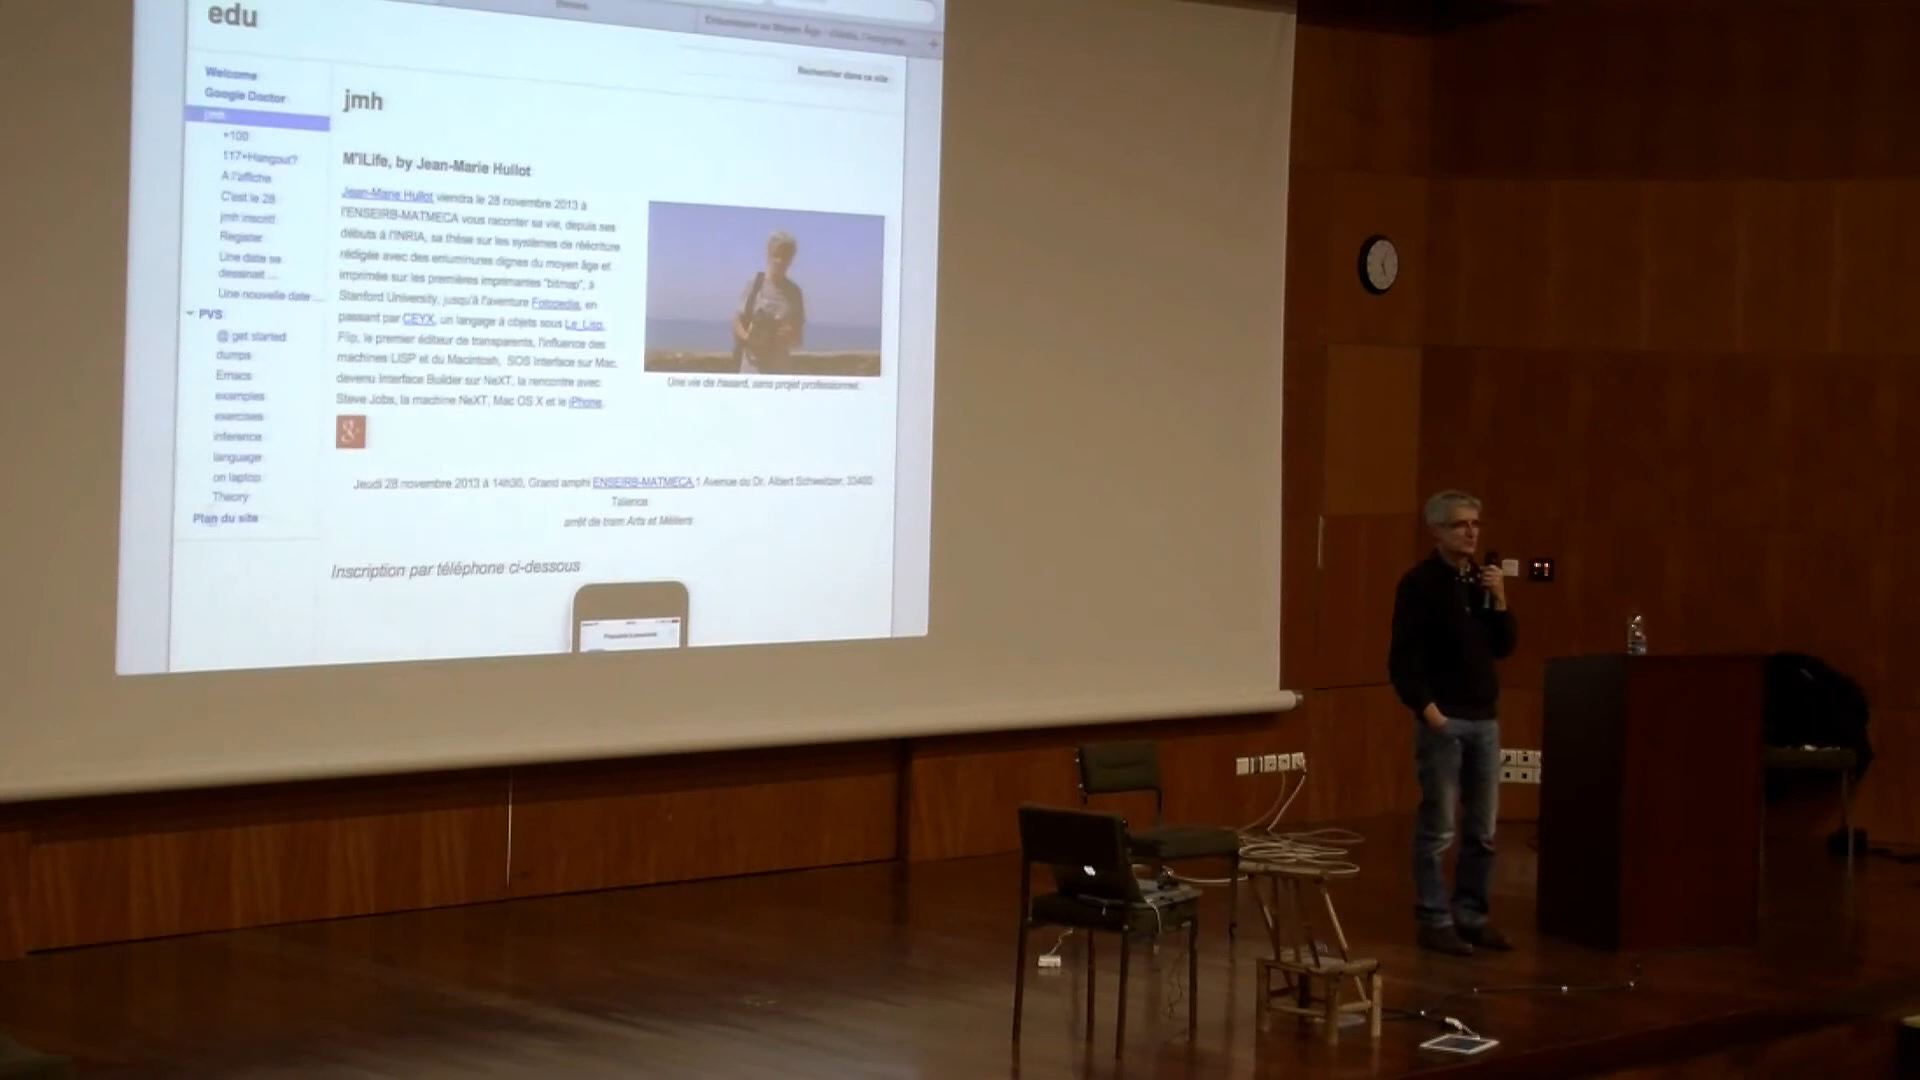 edu
Rechercher dans ce site
Welcome
Google Doctor
jmh
+100
117+Hangout?
A l'affiche
C'est le 28
jmh inscrit!
Register
Une date se
dessinait ...
Une nouvelle date ...
PVS
@ get started
dumps
Emacs
examples
exercises
inference
language
on laptop
Theory
Plan du site
jmh
M'iLife, by Jean-Marie Hullot
Jean-Marie Hullot viendra le 28 novembre 2013 à
l'ENSEIRB-MATMECA vous raconter sa vie, depuis ses
débuts à l'INRIA, sa thèse sur les systèmes de réécriture
rédigée avec des enluminures dignes du moyen âge et
imprimée sur les premières imprimantes "bitmap", à
Stanford University, jusqu'à l'aventure Fotopedia, en
passant par CEYX, un langage à objets sous Le_Lisp,
Flip, le premier éditeur de transparents, l'influence des
machines LISP et du Macintosh, SOS Interface sur Mac,
devenu Interface Builder sur NeXT, la rencontre avec
Steve Jobs, la machine NeXT, Mac OS X et le iPhone.
Une vie de hasard, sans projet professionnel.
g+
Jeudi 28 novembre 2013 à 14h30, Grand amphi ENSEIRB-MATMECA,1 Avenue du Dr. Albert Schweitzer, 33400
Talence
arrêt de tram Arts et Métiers
Inscription par téléphone ci-dessous